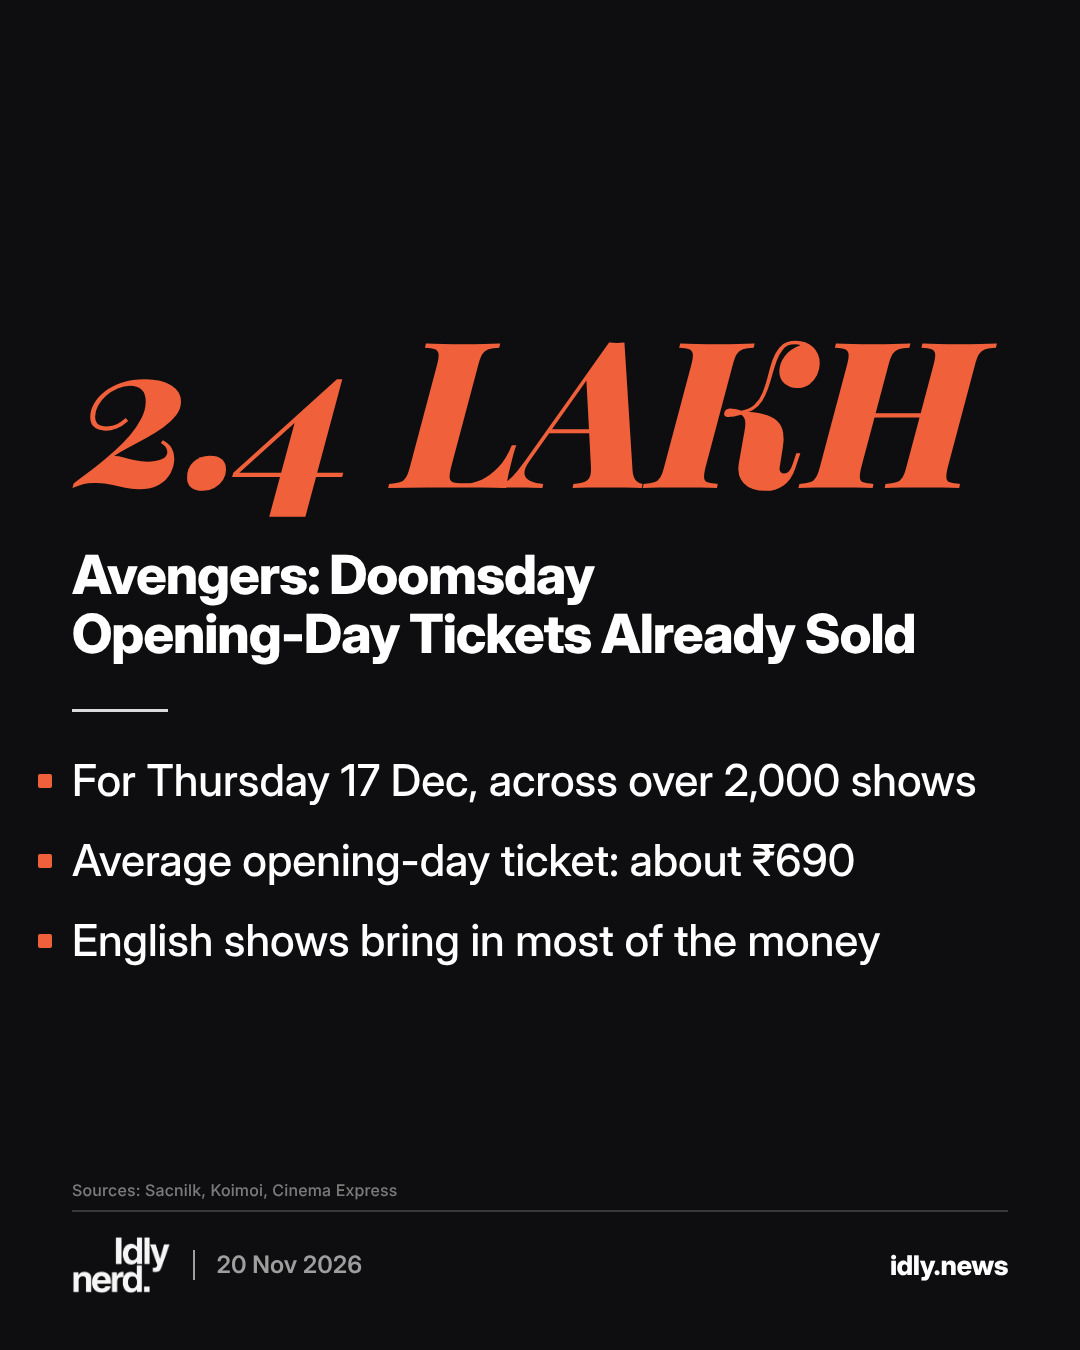 2.4 LAKH
Avengers: Doomsday
Opening-Day Tickets Already Sold
For Thursday 17 Dec, across over 2,000 shows
Average opening-day ticket: about ₹690
English shows bring in most of the money
Sources: Sacnilk, Koimoi, Cinema Express
Idly
nerd.
20 Nov 2026
idly.news